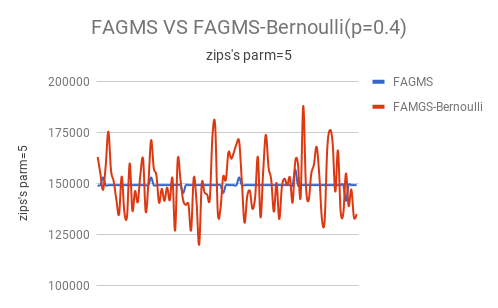 FAGMS VS FAGMS-Bernoulli(p=0.4)
zips's parm=5
zips's parm=5
200000
175000
150000
125000
100000
FAGMS
FAMGS-Bernoulli